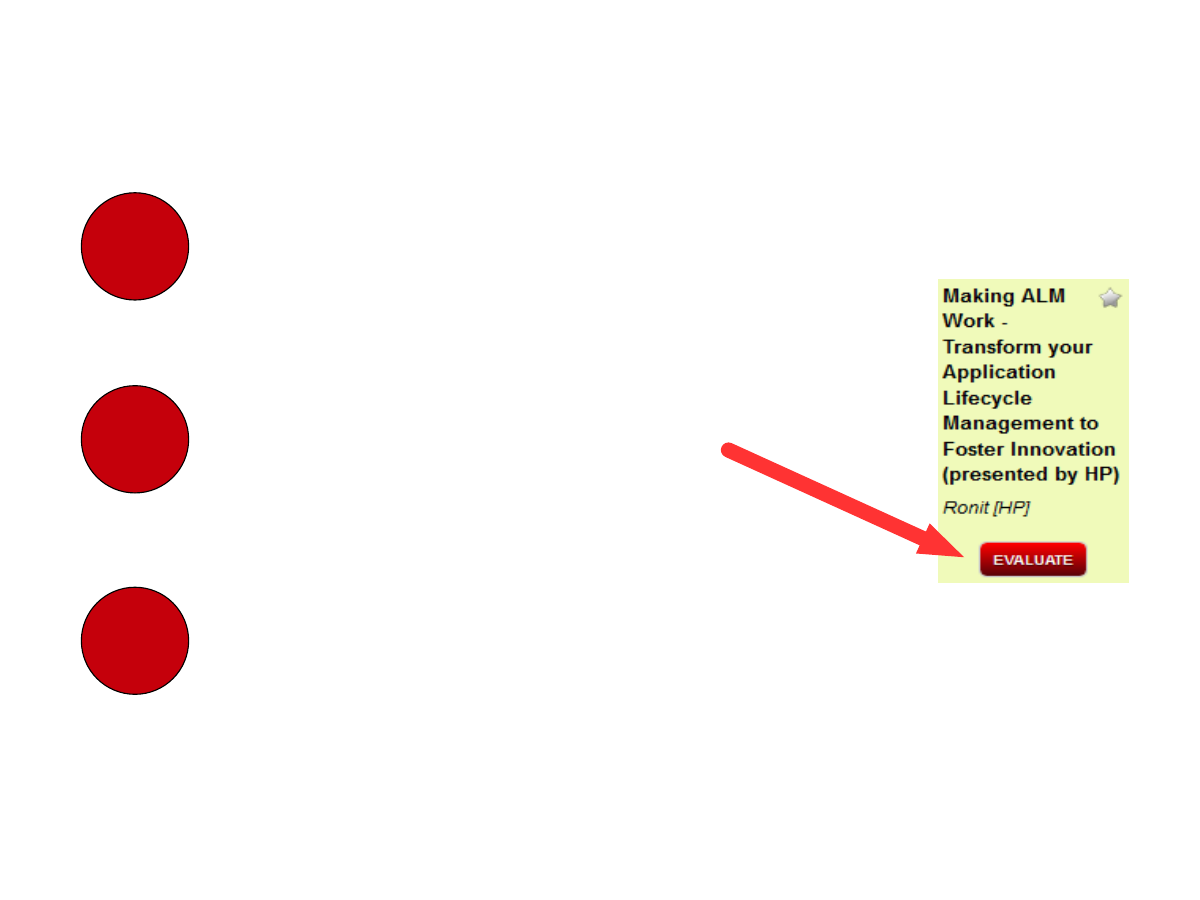 Making ALM
Work -
Transform your
Application
Lifecycle
Management to
Foster Innovation
(presented by HP)
Ronit [HP]
EVALUATE